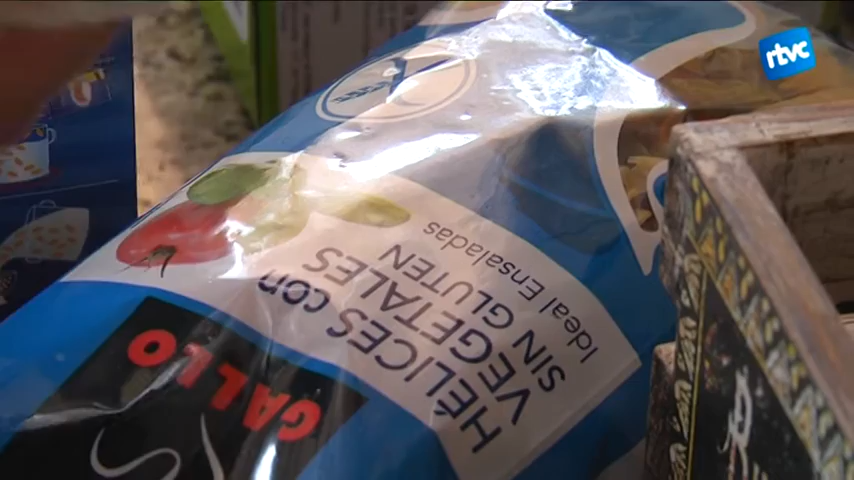 rtvc
GALLO
HÉLICES con
VEGETALES
SIN GLUTEN
Ideal Ensaladas